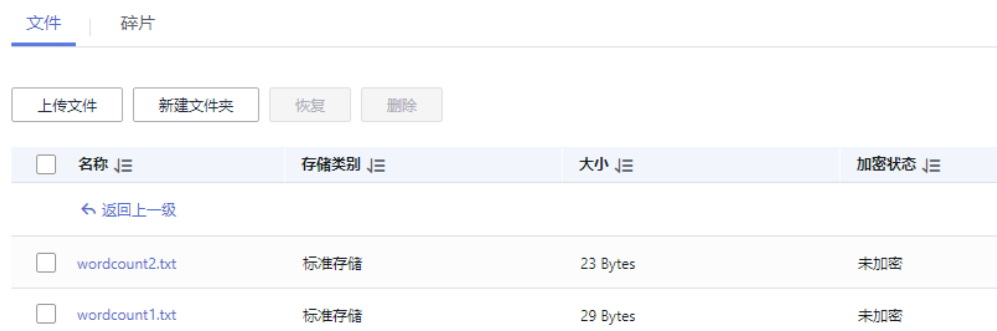 文件 碎片
上传文件 新建文件夹 恢复 删除
名称 存储类别 大小 加密状态
返回上一级
wordcount2.txt 标准存储 23 Bytes 未加密
wordcount1.txt 标准存储 29 Bytes 未加密